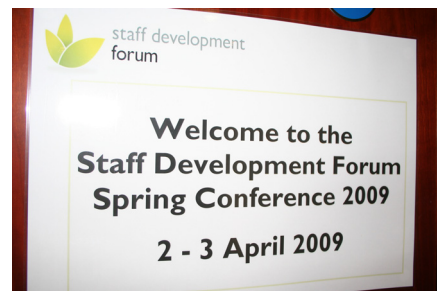 staff development
forum
Welcome to the
Staff Development Forum
Spring Conference 2009
2 - 3 April 2009